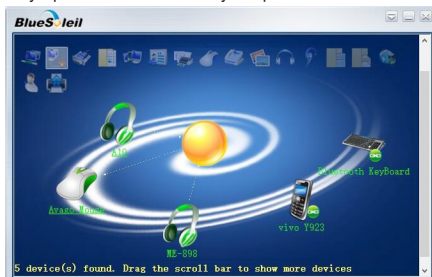 BlueSoleil
A10
Bluetooth KeyBoard
Avago Mouse
vivo Y923
ME-898
5 device(s) found. Drag the scroll bar to show more devices